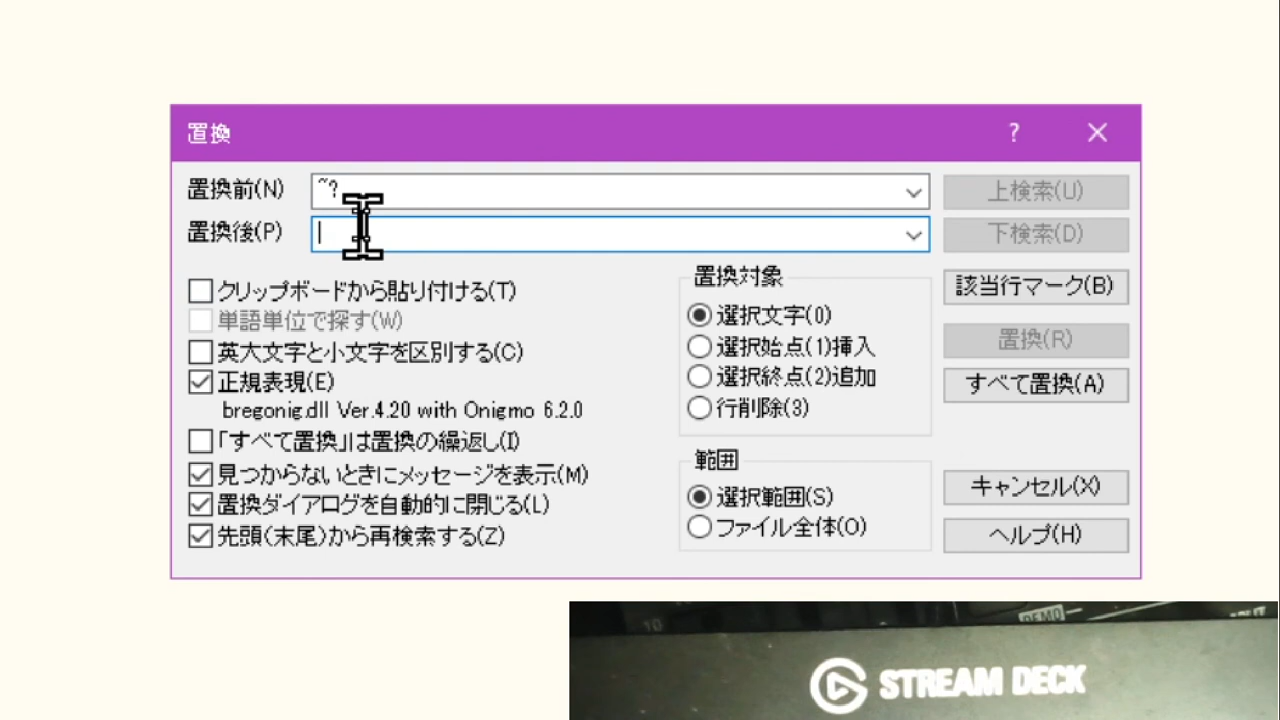 置換
?
置換前(N)
~?
上検索(U)
置換後(P)
下検索(D)
クリップボードから貼り付ける(T)
置換対象
該当行マーク(B)
単語単位で探す(W)
選択文字(0)
英大文字と小文字を区別する(C)
選択始点(1)挿入
置換(R)
正規表現(E)
選択終点(2)追加
すべて置換(A)
bregonig.dll Ver.4.20 with Onigmo 6.2.0
行削除(3)
「すべて置換」は置換の繰返し(I)
範囲
見つからないときにメッセージを表示(M)
キャンセル(X)
置換ダイアログを自動的に閉じる(L)
選択範囲(S)
先頭(末尾)から再検索する(Z)
ファイル全体(O)
ヘルプ(H)
10
DEMO
STREAM DECK